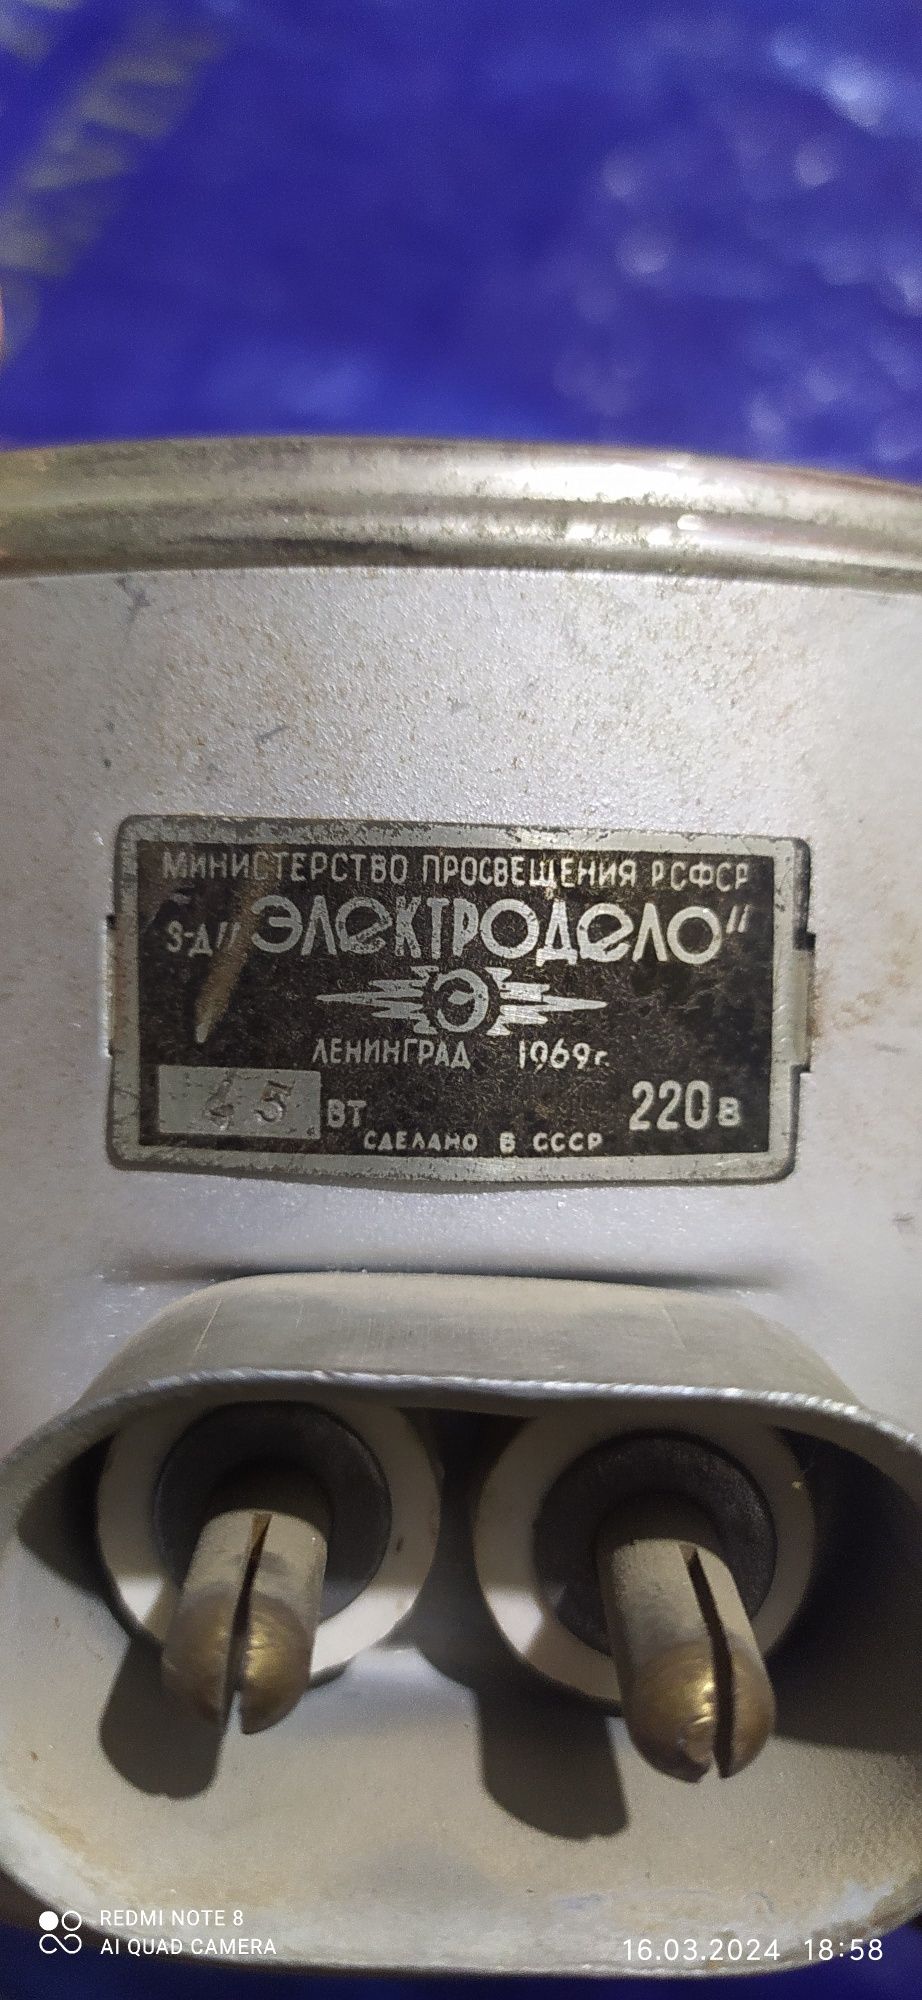 МИНИСТЕРСТВО ПРОСВЕЩЕНИЯ РСФСР
З-Д "ЭЛЕКТРОДЕЛО"
Э
ЛЕНИНГРАД 1969г.
45 ВТ 220 В
СДЕЛАНО В СССР
REDMI NOTE 8
AI QUAD CAMERA
16.03.2024 18:58